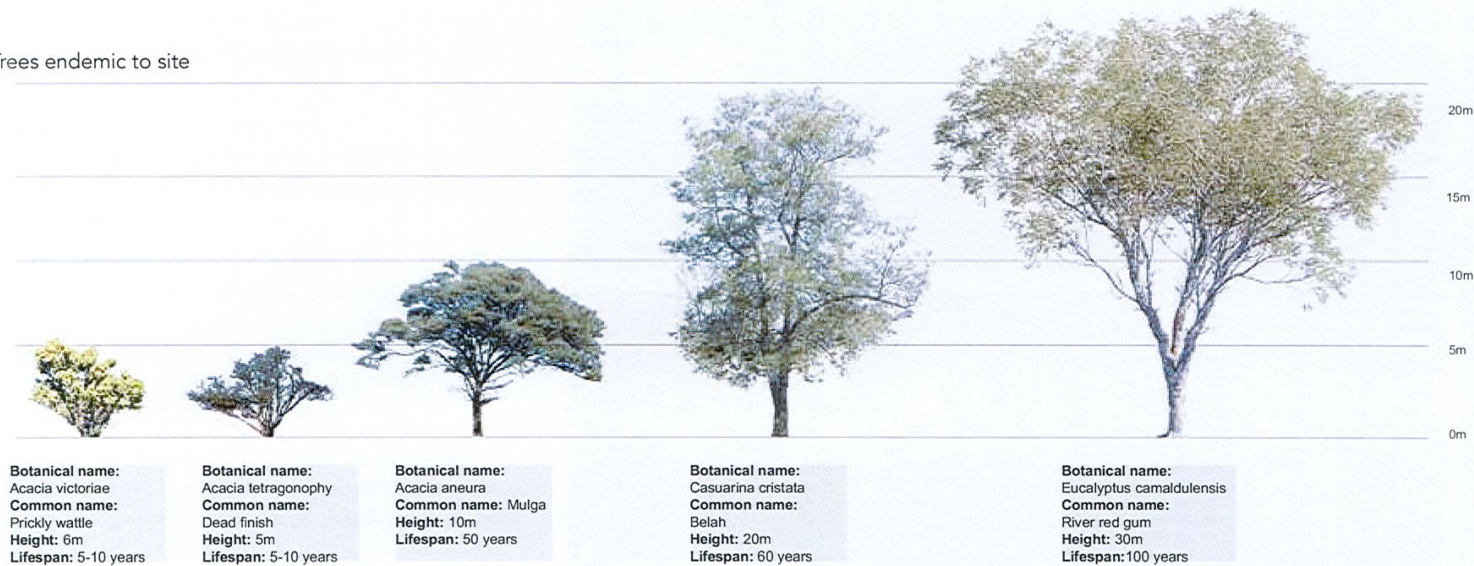 Trees endemic to site
20m
15m
10m
5m
0m
Botanical name:
Acacia victoriae
Common name:
Prickly wattle
Height: 6m
Lifespan: 5-10 years
Botanical name:
Acacia tetragonophy
Common name:
Dead finish
Height: 5m
Lifespan: 5-10 years
Botanical name:
Acacia aneura
Common name: Mulga
Height: 10m
Lifespan: 50 years
Botanical name:
Casuarina cristata
Common name:
Belah
Height: 20m
Lifespan: 60 years
Botanical name:
Eucalyptus camaldulensis
Common name:
River red gum
Height: 30m
Lifespan:100 years